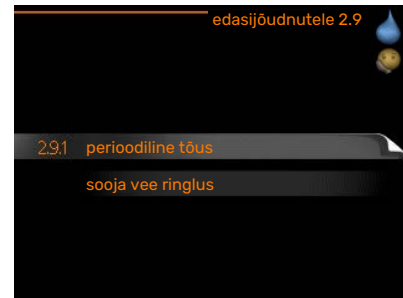 edasijõudnutele 2.9
2.9.1 perioodiline tõus
sooja vee ringlus